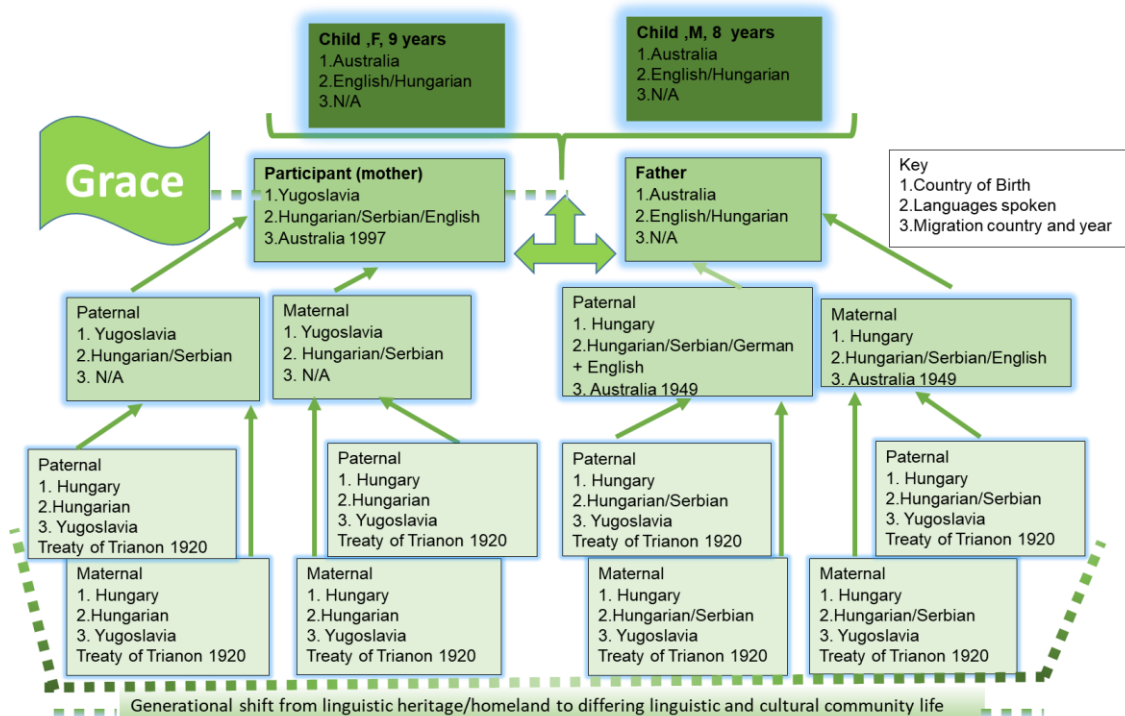 Child ,F, 9 years
1.Australia
2.English/Hungarian
3.N/A
Child ,M, 8 years
1.Australia
2.English/Hungarian
3.N/A
Grace
Participant (mother)
1.Yugoslavia
2.Hungarian/Serbian/English
3.Australia 1997
Father
1.Australia
2.English/Hungarian
3.N/A
Key
1.Country of Birth
2.Languages spoken
3.Migration country and year
Paternal
1. Yugoslavia
2.Hungarian/Serbian
3. N/A
Maternal
1. Yugoslavia
2. Hungarian/Serbian
3. N/A
Paternal
1. Hungary
2.Hungarian/Serbian/German
+ English
3. Australia 1949
Maternal
1. Hungary
2.Hungarian/Serbian/English
3. Australia 1949
Paternal
1. Hungary
2.Hungarian
3. Yugoslavia
Treaty of Trianon 1920
Maternal
1. Hungary
2.Hungarian
3. Yugoslavia
Treaty of Trianon 1920
Paternal
1. Hungary
2.Hungarian
3. Yugoslavia
Treaty of Trianon 1920
Maternal
1. Hungary
2.Hungarian
3. Yugoslavia
Treaty of Trianon 1920
Paternal
1. Hungary
2.Hungarian/Serbian
3. Yugoslavia
Treaty of Trianon 1920
Maternal
1. Hungary
2.Hungarian/Serbian
3. Yugoslavia
Treaty of Trianon 1920
Paternal
1. Hungary
2.Hungarian/Serbian
3. Yugoslavia
Treaty of Trianon 1920
Maternal
1. Hungary
2.Hungarian/Serbian
3. Yugoslavia
Treaty of Trianon 1920
Generational shift from linguistic heritage/homeland to differing linguistic and cultural community life